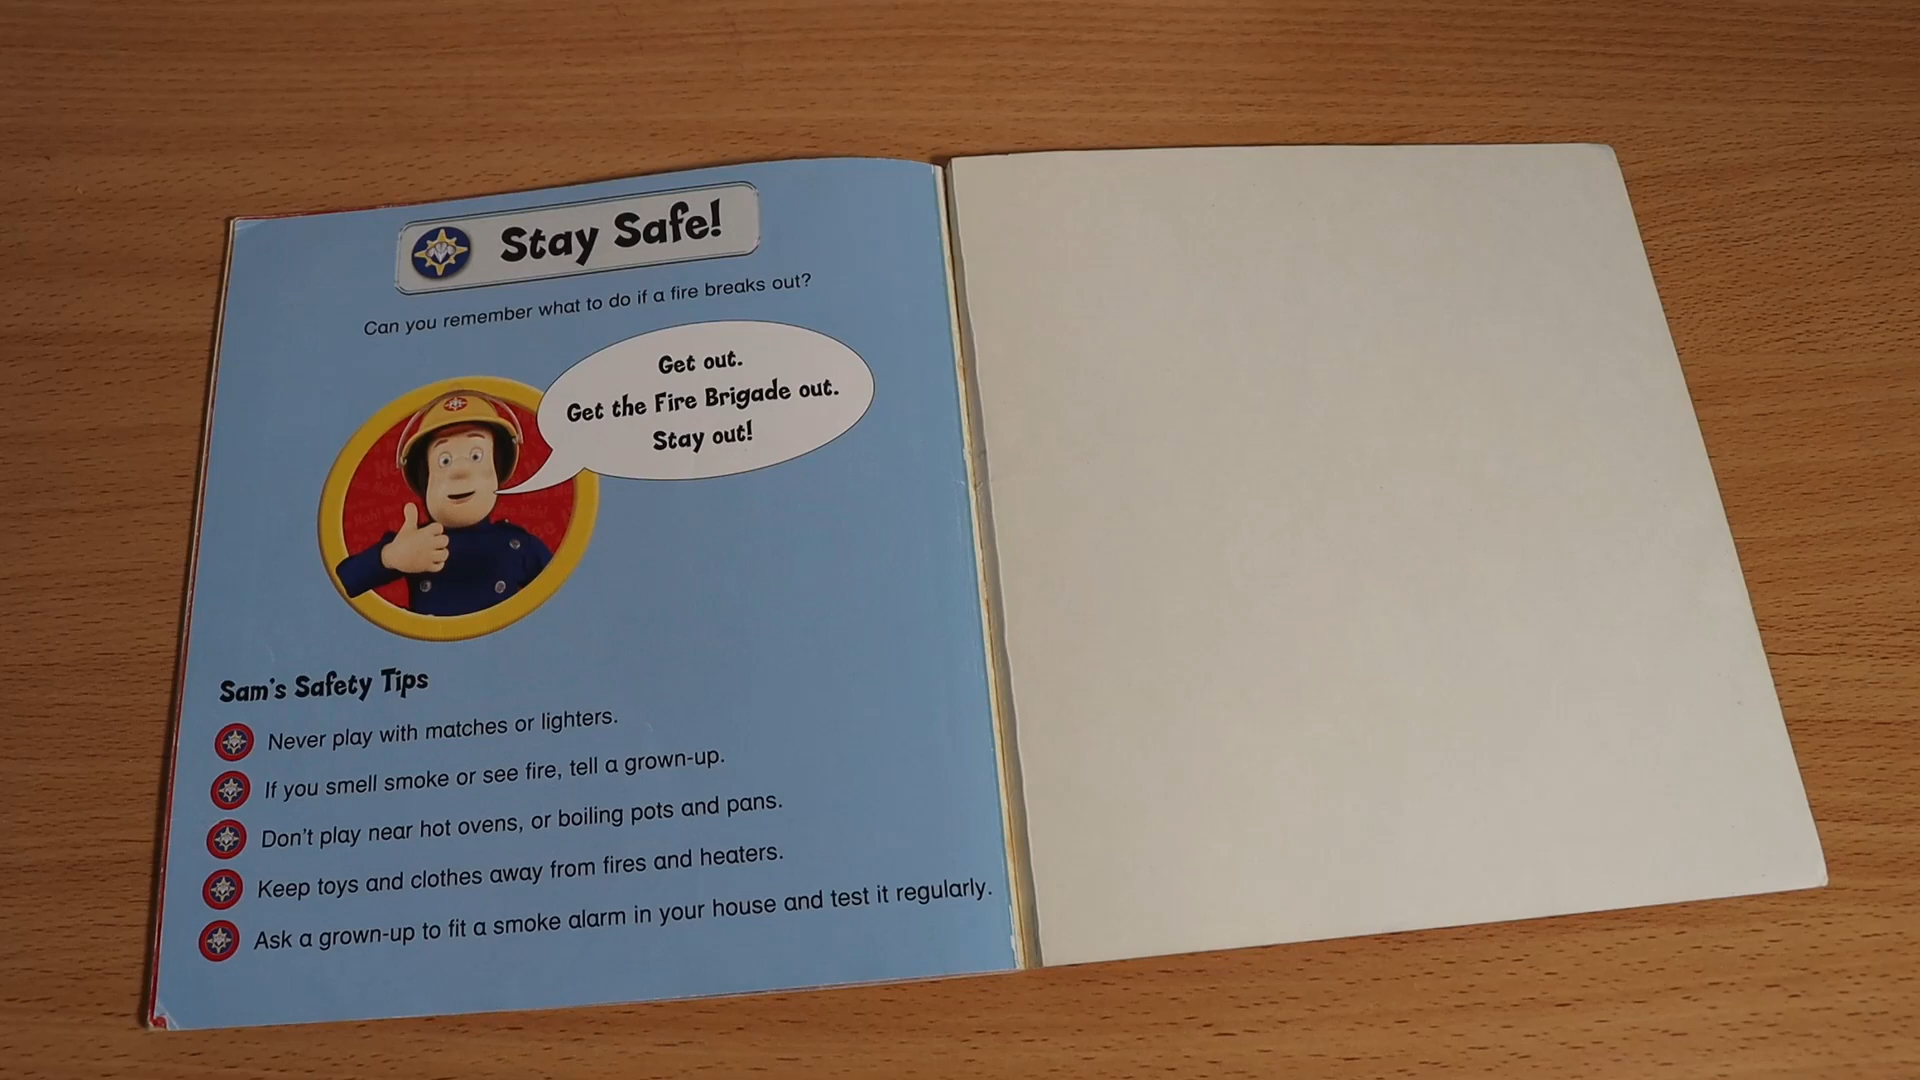 Stay Safe!
Can you remember what to do if a fire breaks out?
Get out.
Get the Fire Brigade out.
Stay out!
Sam's Safety Tips
Never play with matches or lighters.
If you smell smoke or see fire, tell a grown-up.
Don't play near hot ovens, or boiling pots and pans.
Keep toys and clothes away from fires and heaters.
Ask a grown-up to fit a smoke alarm in your house and test it regularly.